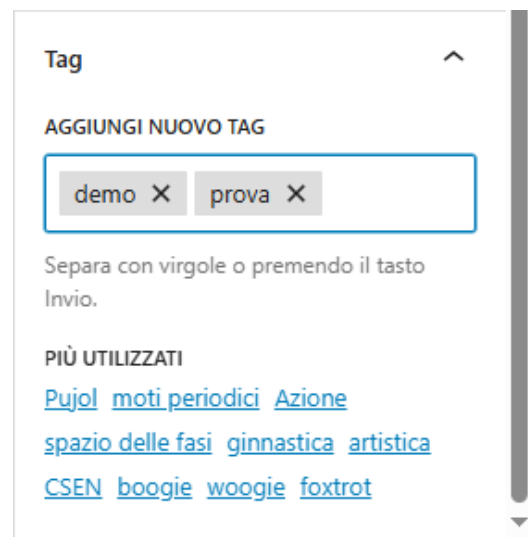 Tag
AGGIUNGI NUOVO TAG
demo prova
Separa con virgole o premendo il tasto
Invio.
PIÙ UTILIZZATI
Pujol moti periodici Azione
spazio delle fasi ginnastica artistica
CSEN boogie woogie foxtrot